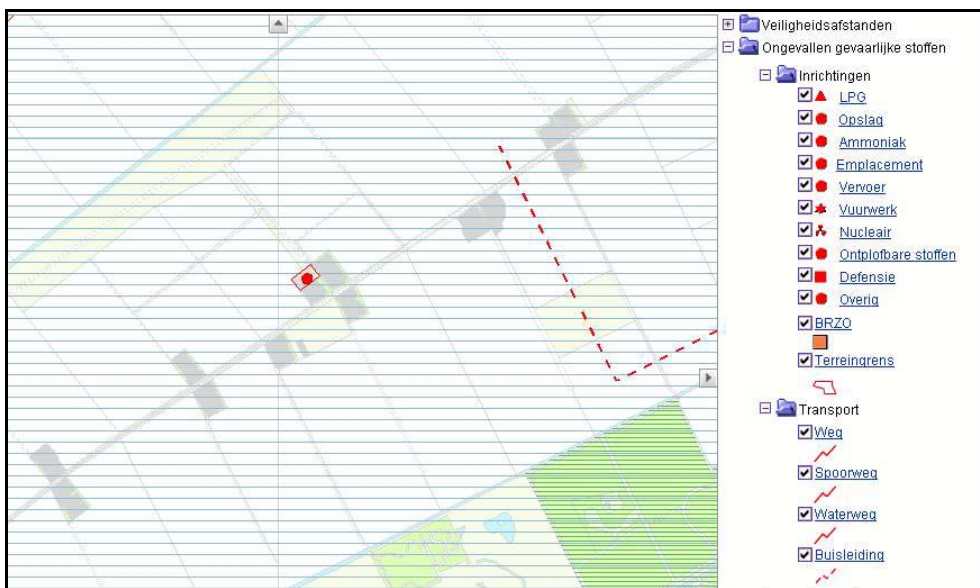 Veiligheidsafstanden
Ongevallen gevaarlijke stoffen
Inrichtingen
LPG
Opslag
Ammoniak
Emplacement
Vervoer
Vuurwerk
Nucleair
Ontplofbare stoffen
Defensie
Overig
BRZO
Terreingrens
Transport
Weg
Spoorweg
Waterweg
Buisleiding